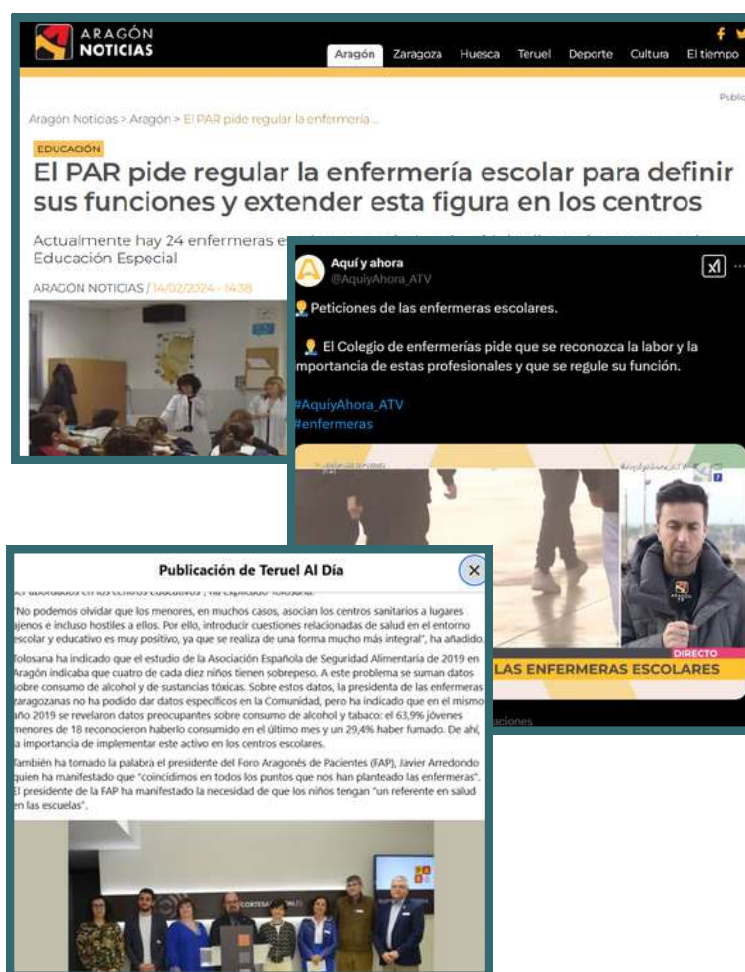 ARAGÓN
NOTICIAS
Aragón Zaragoza Huesca Teruel Deporte Cultura El tiempo
Aragón Noticias > Aragón > El PAR pide regular la enfermería ...
EDUCACIÓN
El PAR pide regular la enfermería escolar para definir
sus funciones y extender esta figura en los centros
Actualmente hay 24 enfermeras
Educación Especial
ARAGÓN NOTICIAS / 14/02/2024 - 14:38
Aquí y ahora
@AquiyAhora_ATV
Peticiones de las enfermeras escolares.
El Colegio de enfermerías pide que se reconozca la labor y la
mportancia de estas profesionales y que se regule su función.
#AquíyAhora_ATV
#enfermeras
DIRECTO
LAS ENFERMERAS ESCOLARES
Publicación de Teruel Al Día
ser abordados en los centros educativos", ha explicado Tolosana.
"No podemos olvidar que los menores, en muchos casos, asocian los centros sanitarios a lugares
ajenos e incluso hostiles a ellos. Por ello, introducir cuestiones relacionadas de salud en el entorno
escolar y educativo es muy positivo, ya que se realiza de una forma mucho más integral", ha añadido.
Tolosana ha indicado que el estudio de la Asociación Española de Seguridad Alimentaria de 2019 en
Aragón indicaba que cuatro de cada diez niños tienen sobrepeso. A este problema se suman datos
sobre consumo de alcohol y de sustancias tóxicas. Sobre estos datos, la presidenta de las enfermeras
zaragozanas no ha podido dar datos específicos en la Comunidad, pero ha indicado que en el mismo
año 2019 se revelaron datos preocupantes sobre consumo de alcohol y tabaco: el 63,9% jóvenes
menores de 18 reconocieron haberlo consumido en el último mes y un 29,4% haber fumado. De ahí,
la importancia de implementar este activo en los centros escolares.
También ha tomado la palabra el presidente del Foro Aragonés de Pacientes (FAP), Javier Arredondo
quien ha manifestado que "coincidimos en todos los puntos que nos han planteado las enfermeras".
El presidente de la FAP ha manifestado la necesidad de que los niños tengan "un referente en salud
en las escuelas".